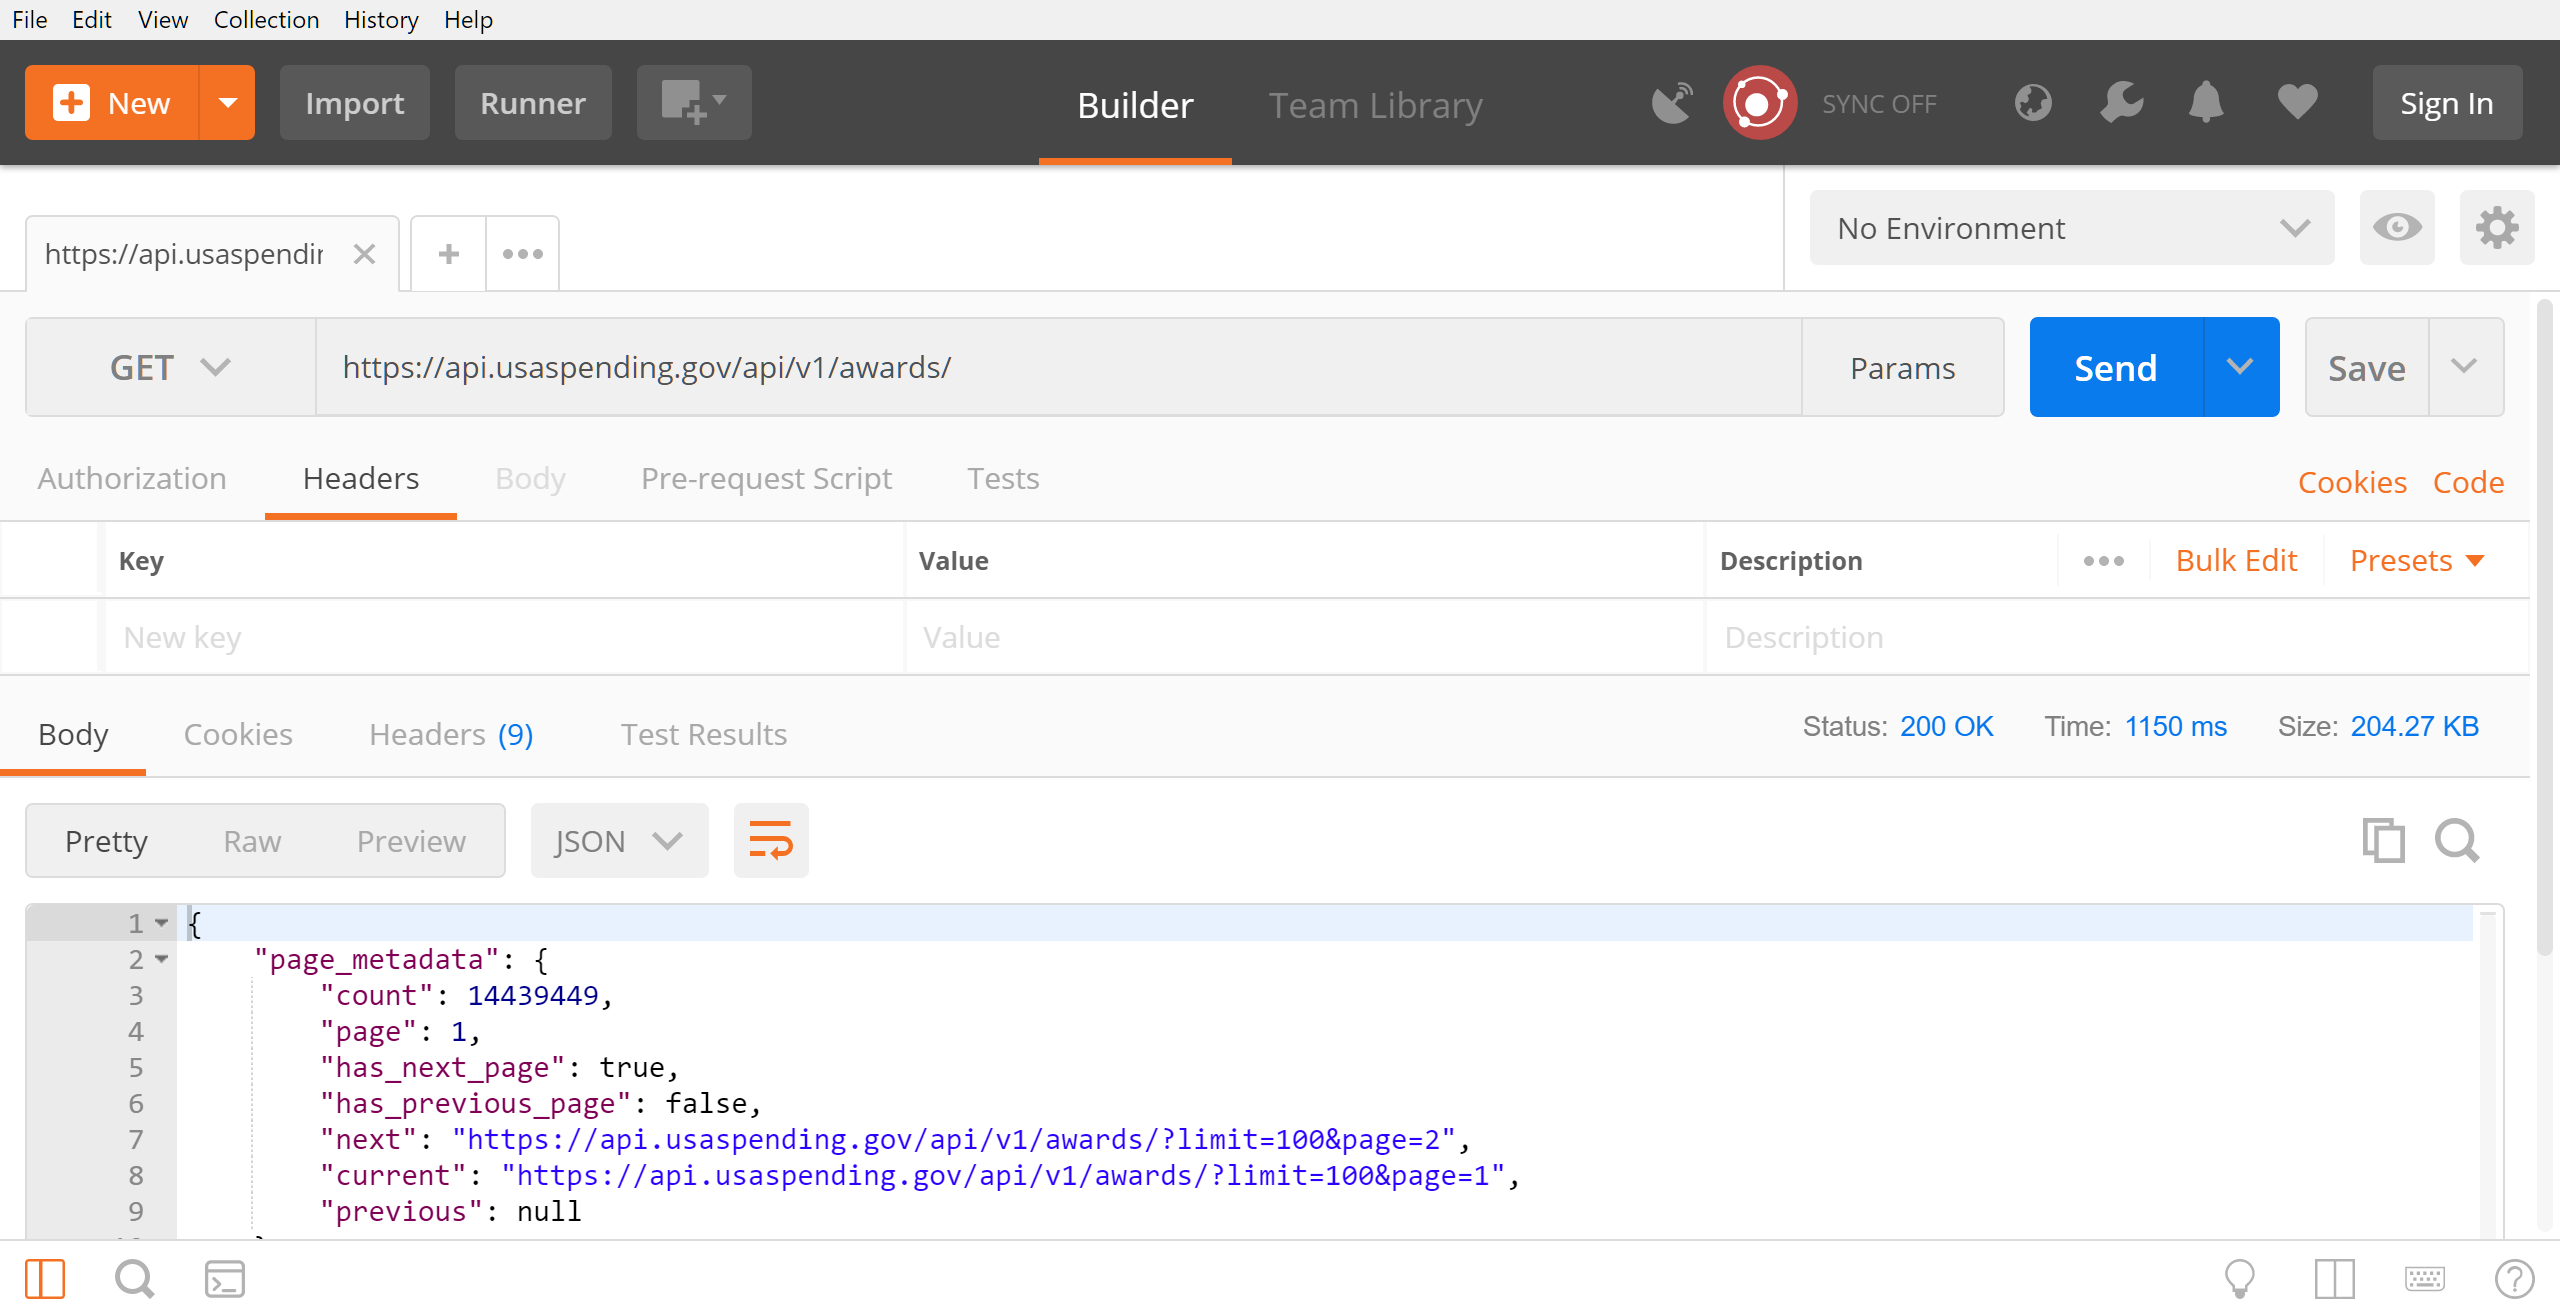 File Edit View Collection History Help
New Import Runner Builder Team Library SYNC OFF Sign In
https://api.usaspendin No Environment
GET https://api.usaspending.gov/api/v1/awards/ Params Send Save
Authorization Headers Body Pre-request Script Tests Cookies Code
Key Value Description Bulk Edit Presets
New key Value Description
Body Cookies Headers (9) Test Results Status: 200 OK Time: 1150 ms Size: 204.27 KB
Pretty Raw Preview JSON
1 {
2 "page_metadata": {
3 "count": 14439449,
4 "page": 1,
5 "has_next_page": true,
6 "has_previous_page": false,
7 "next": "https://api.usaspending.gov/api/v1/awards/?limit=100&page=2",
8 "current": "https://api.usaspending.gov/api/v1/awards/?limit=100&page=1",
9 "previous": null